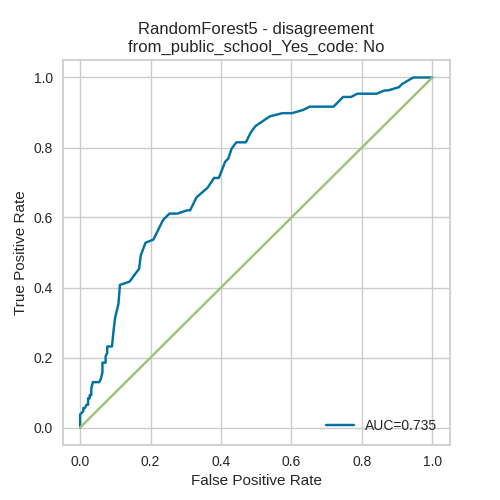 RandomForest5 - disagreement
from_public_school_Yes_code: No
True Positive Rate
1.0
0.8
0.6
0.4
0.2
0.0
AUC=0.735
0.0 0.2 0.4 0.6 0.8 1.0
False Positive Rate